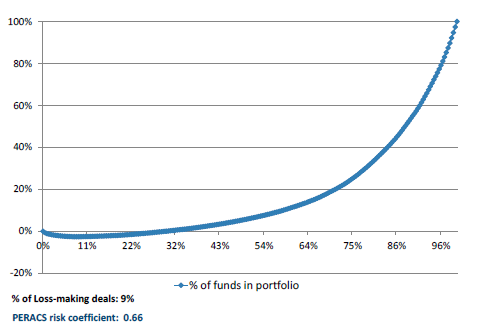 100%
80%
60%
40%
20%
0%
-20%
0% 11% 22% 32% 43% 54% 64% 75% 86% 96%
% of funds in portfolio
% of Loss-making deals: 9%
PERACS risk coefficient: 0.66